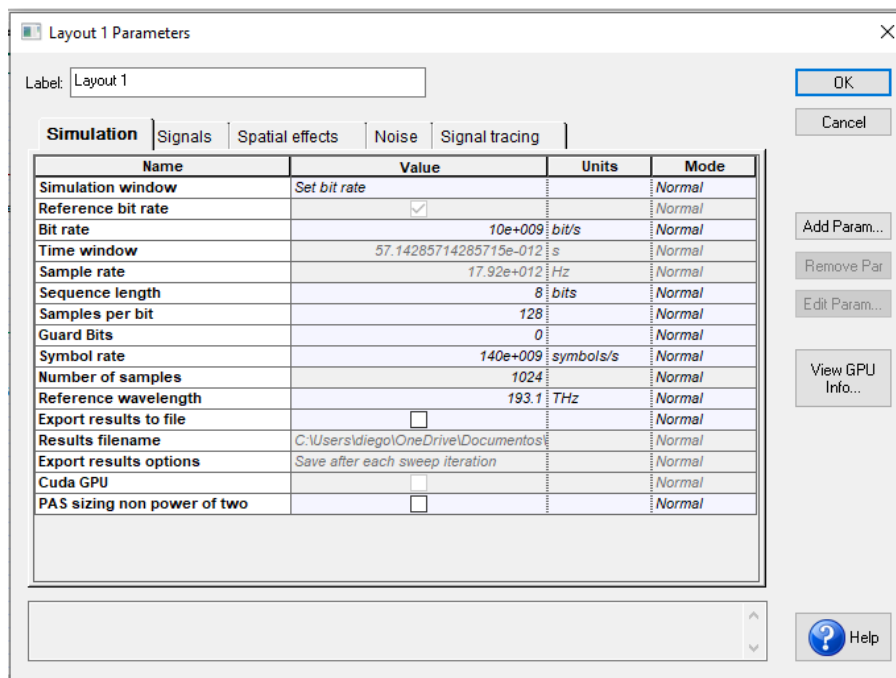 Layout 1 Parameters
Label: Layout 1
OK
Cancel
Simulation Signals Spatial effects Noise Signal tracing
Name Value Units Mode
Simulation window Set bit rate Normal
Reference bit rate Normal
Bit rate 10e+009 bit/s Normal
Time window 57.14285714285715e-012 s Normal
Sample rate 17.92e+012 Hz Normal
Sequence length 8 bits Normal
Samples per bit 128 Normal
Guard Bits 0 Normal
Symbol rate 140e+009 symbols/s Normal
Number of samples 1024 Normal
Reference wavelength 193.1 THz Normal
Export results to file Normal
Results filename C:\Users\diego\OneDrive\Documentos\ Normal
Export results options Save after each sweep iteration Normal
Cuda GPU Normal
PAS sizing non power of two Normal
Add Param...
Remove Par
Edit Param...
View GPU
Info...
Help